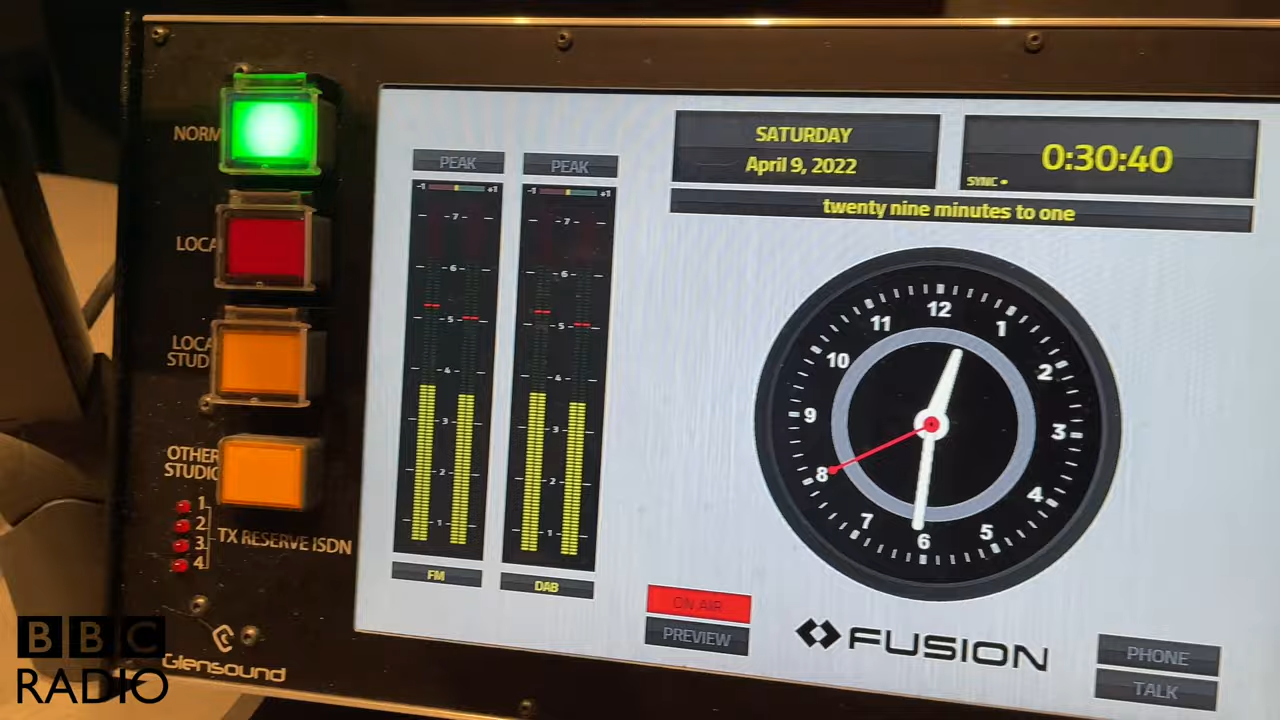 NORM
LOCA
LOCA
STUD
OTHER
STUDIO
1
2
3
4
TX RESERVE ISDN
Glensound
BBC
RADIO
PEAK
PEAK
-1 +1
-1 +1
7
6
5
4
3
2
1
7
6
5
4
3
2
1
FM
DAB
SATURDAY
April 9, 2022
0:30:40
SYNC
twenty nine minutes to one
12
1
2
3
4
5
6
7
8
9
10
11
ON AIR
PREVIEW
FUSION
PHONE
TALK